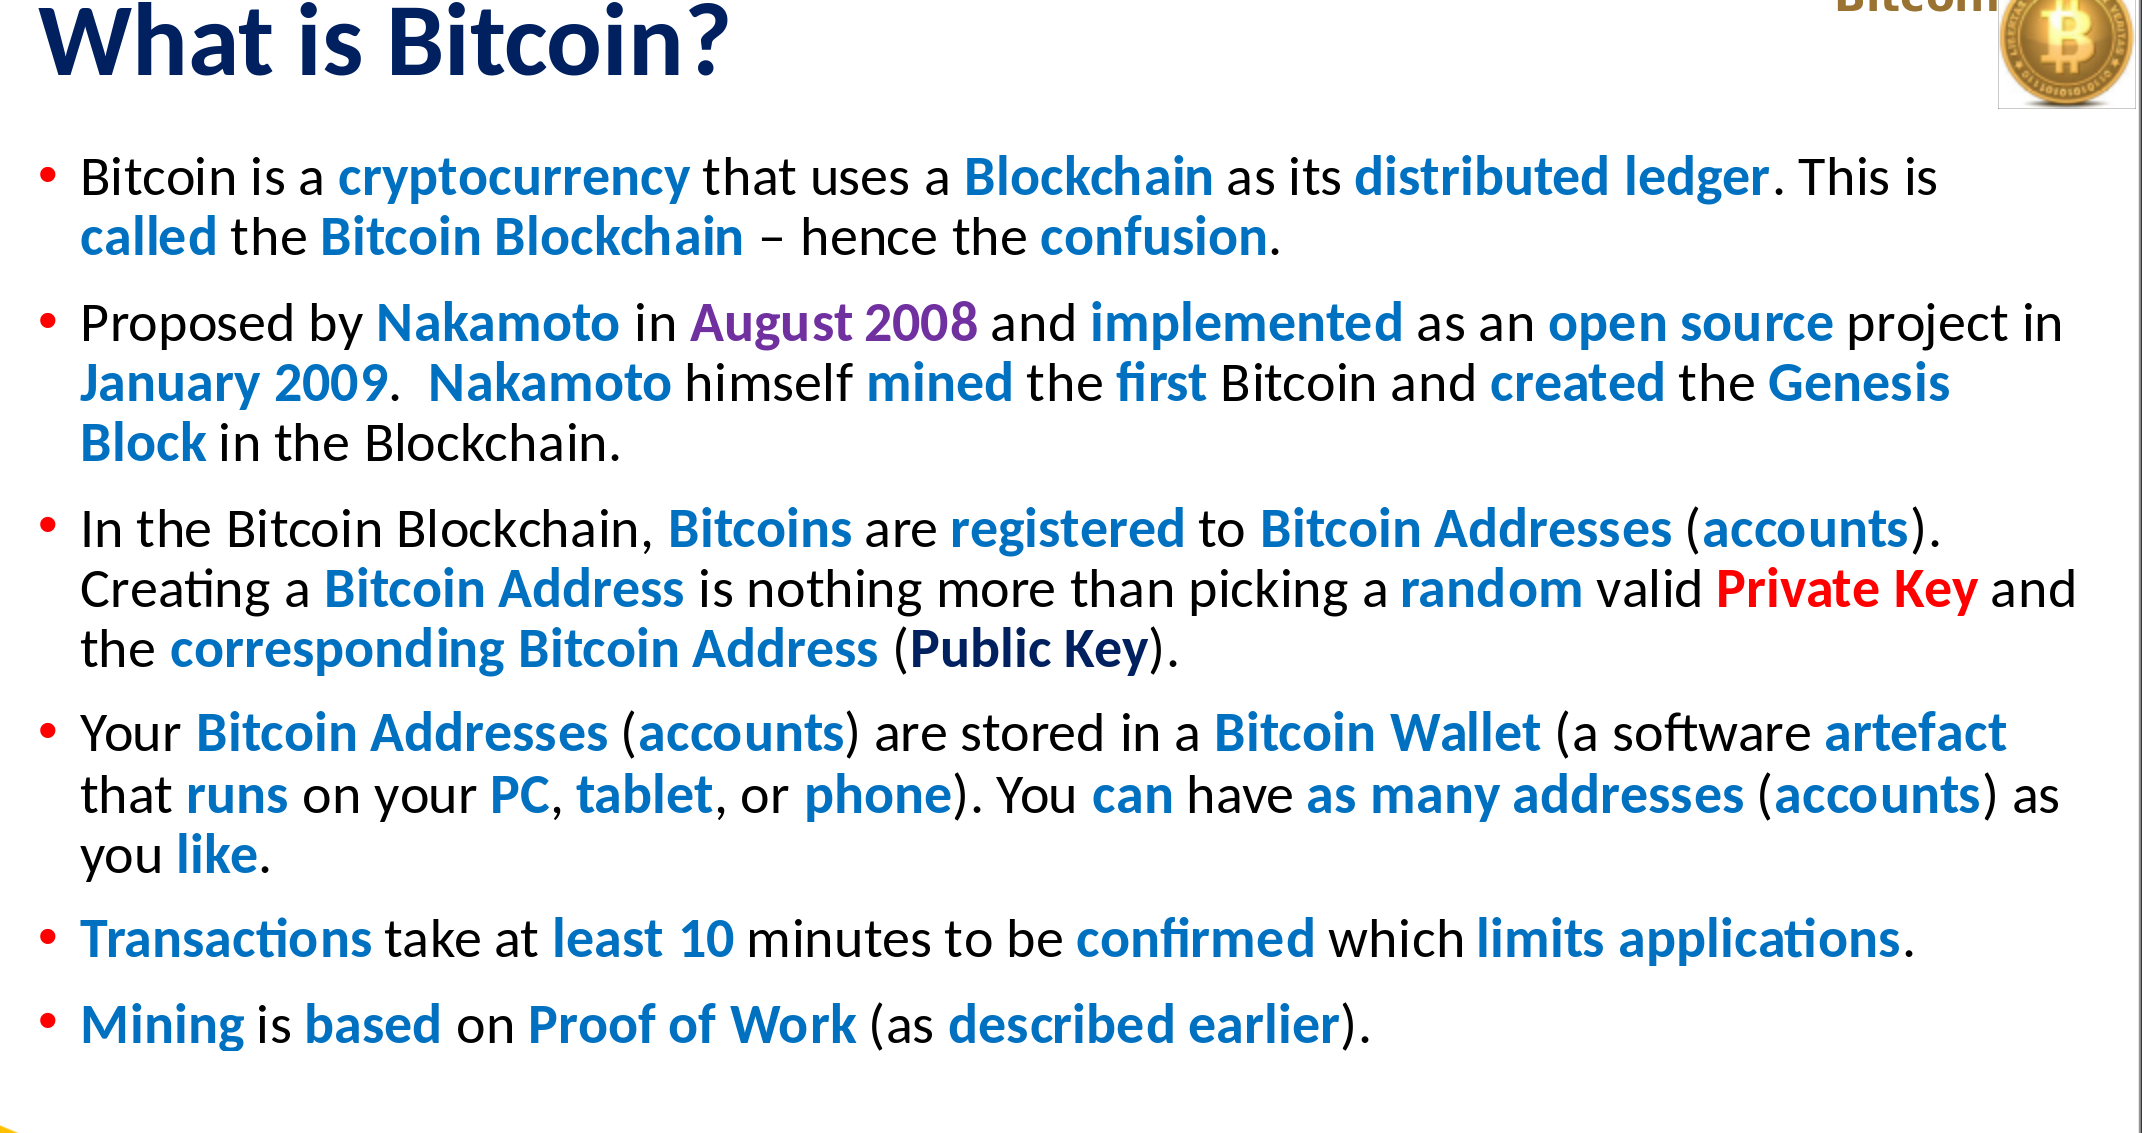 What is Bitcoin?
Bitcoin
• Bitcoin is a cryptocurrency that uses a Blockchain as its distributed ledger. This is
called the Bitcoin Blockchain – hence the confusion.
• Proposed by Nakamoto in August 2008 and implemented as an open source project in
January 2009.  Nakamoto himself mined the first Bitcoin and created the Genesis
Block in the Blockchain.
• In the Bitcoin Blockchain, Bitcoins are registered to Bitcoin Addresses (accounts).
Creating a Bitcoin Address is nothing more than picking a random valid Private Key and
the corresponding Bitcoin Address (Public Key).
• Your Bitcoin Addresses (accounts) are stored in a Bitcoin Wallet (a software artefact
that runs on your PC, tablet, or phone). You can have as many addresses (accounts) as
you like.
• Transactions take at least 10 minutes to be confirmed which limits applications.
• Mining is based on Proof of Work (as described earlier).